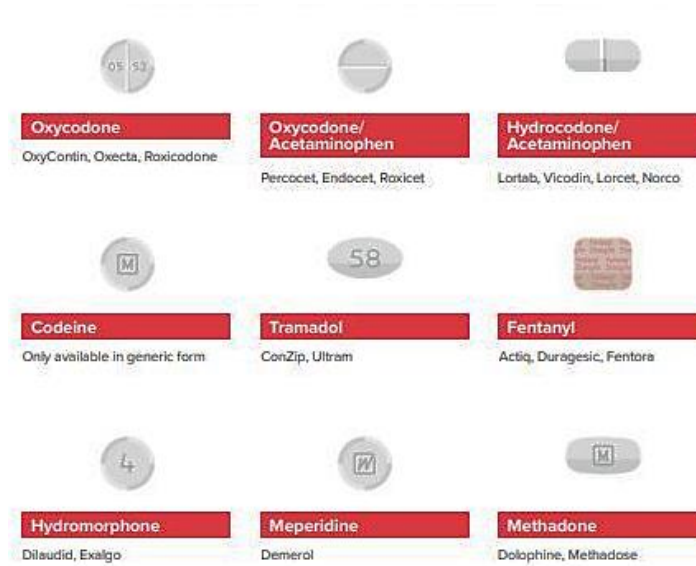 05 52
Oxycodone
OxyContin, Oxecta, Roxicodone
Oxycodone/
Acetaminophen
Percocet, Endocet, Roxicet
Hydrocodone/
Acetaminophen
Lortab, Vicodin, Lorcet, Norco
M
Codeine
Only available in generic form
58
Tramadol
ConZip, Ultram
Fentanyl
Actiq, Duragesic, Fentora
4
Hydromorphone
Dilaudid, Exalgo
W
Meperidine
Demerol
M
Methadone
Dolophine, Methadose